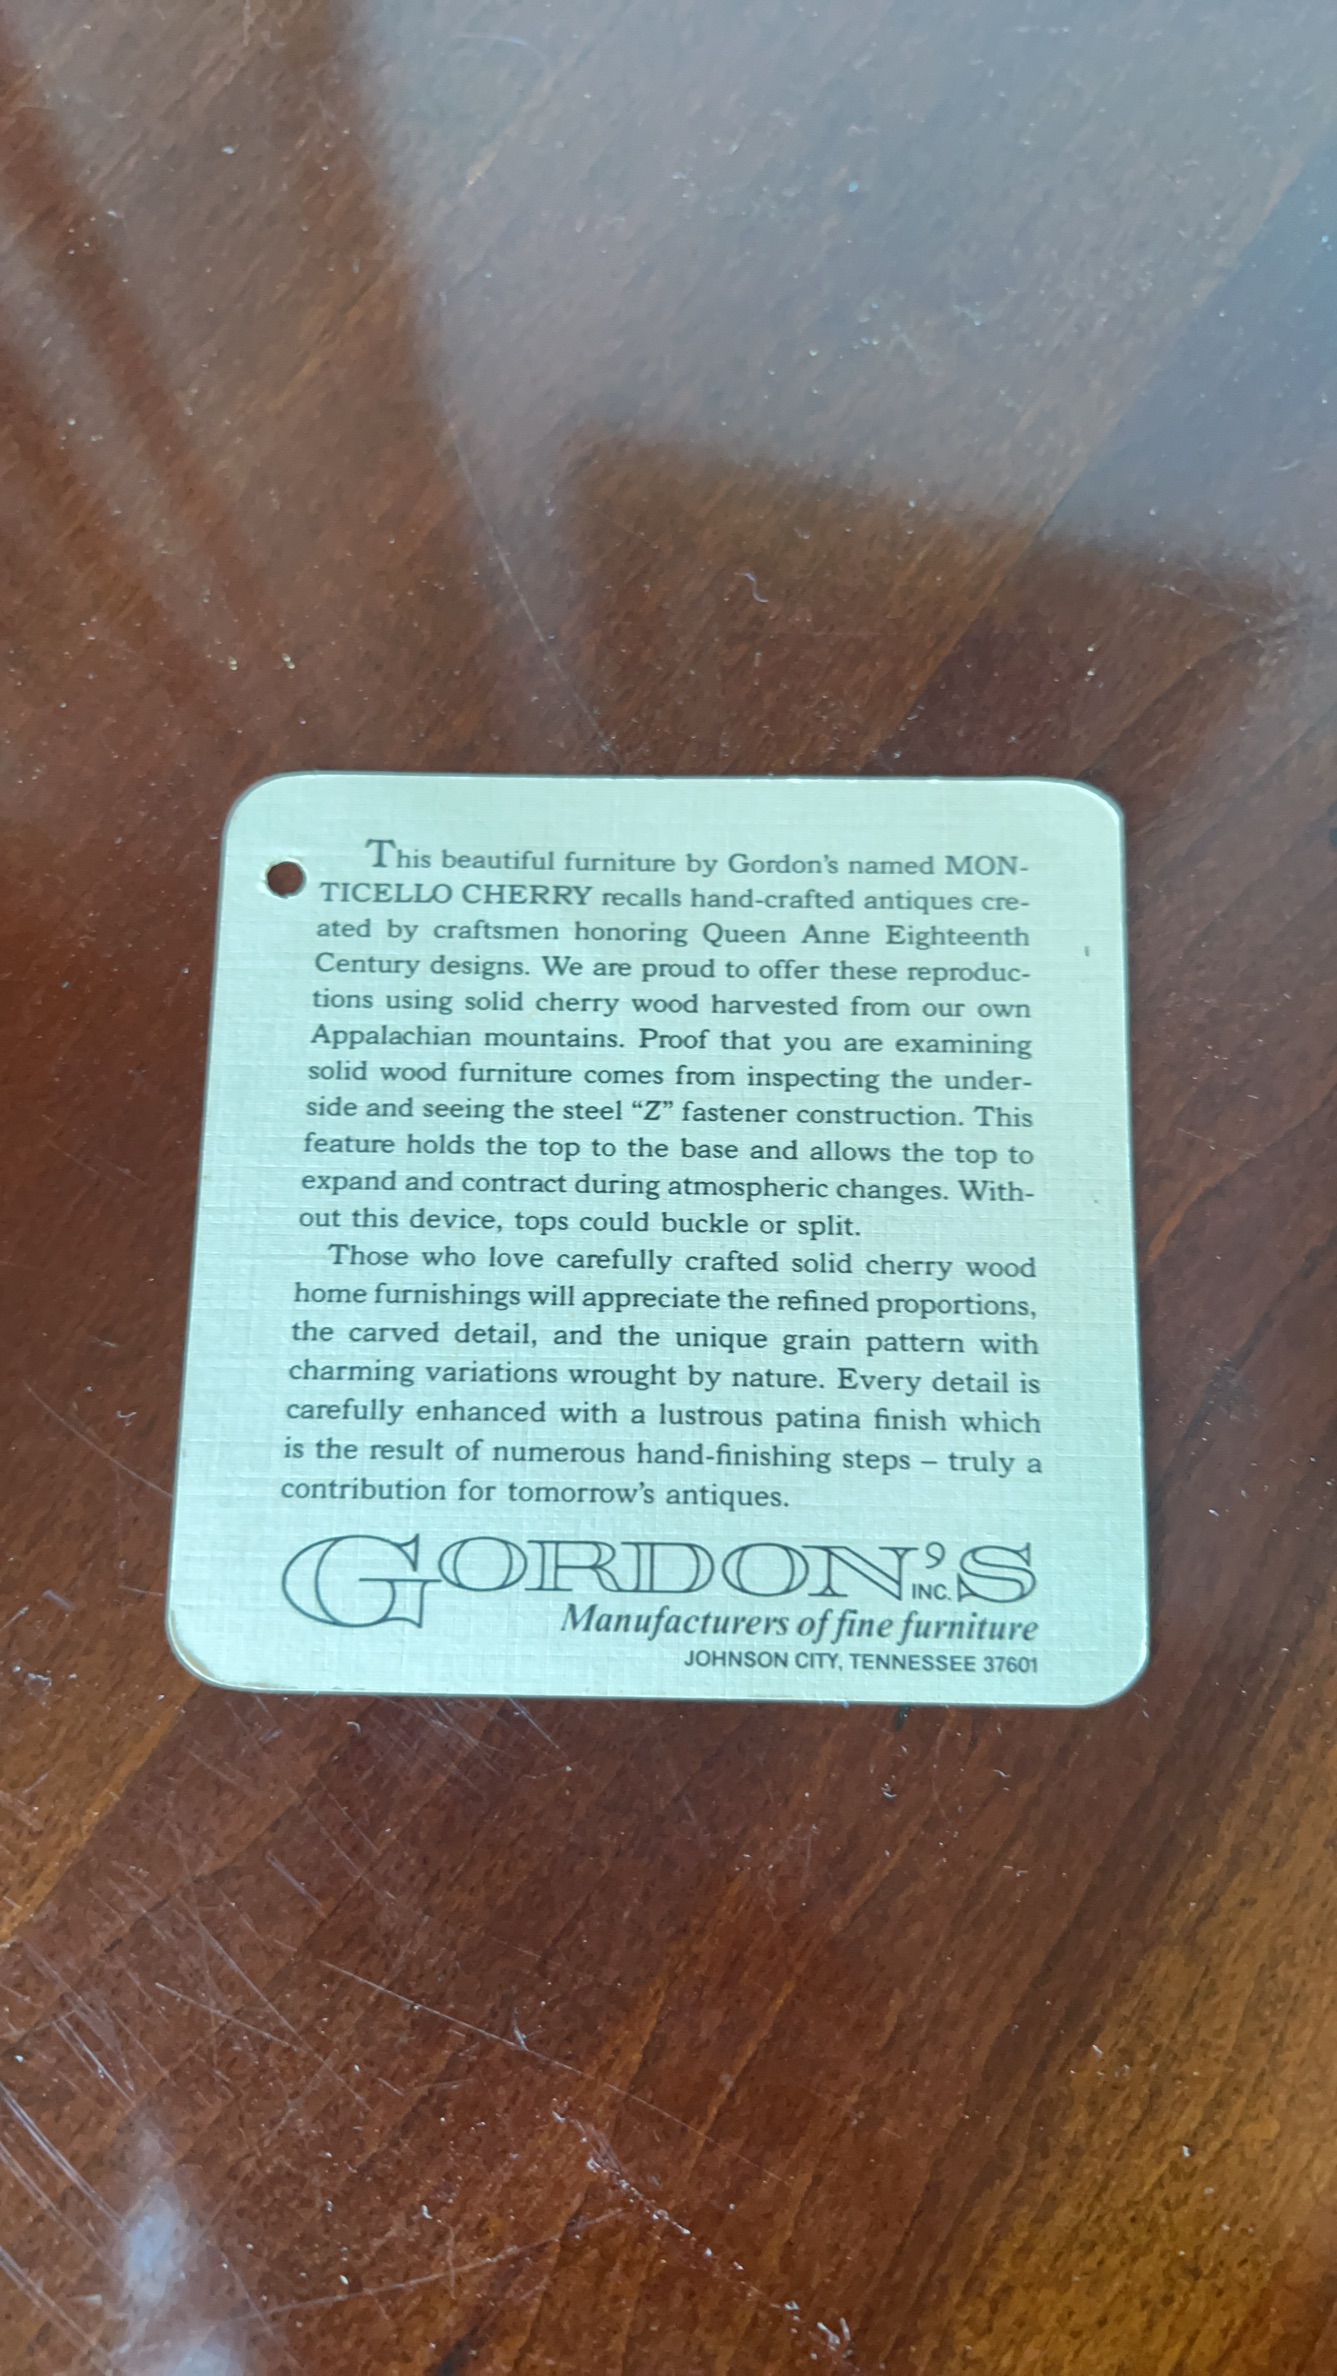 This beautiful furniture by Gordon's named MON-
TICELLO CHERRY recalls hand-crafted antiques cre-
ated by craftsmen honoring Queen Anne Eighteenth
Century designs. We are proud to offer these reproduc-
tions using solid cherry wood harvested from our own
Appalachian mountains. Proof that you are examining
solid wood furniture comes from inspecting the under-
side and seeing the steel “Z” fastener construction. This
feature holds the top to the base and allows the top to
expand and contract during atmospheric changes. With-
out this device, tops could buckle or split.
Those who love carefully crafted solid cherry wood
home furnishings will appreciate the refined proportions,
the carved detail, and the unique grain pattern with
charming variations wrought by nature. Every detail is
carefully enhanced with a lustrous patina finish which
is the result of numerous hand-finishing steps – truly a
contribution for tomorrow's antiques.
GORDON'S INC.
Manufacturers of fine furniture
JOHNSON CITY, TENNESSEE 37601